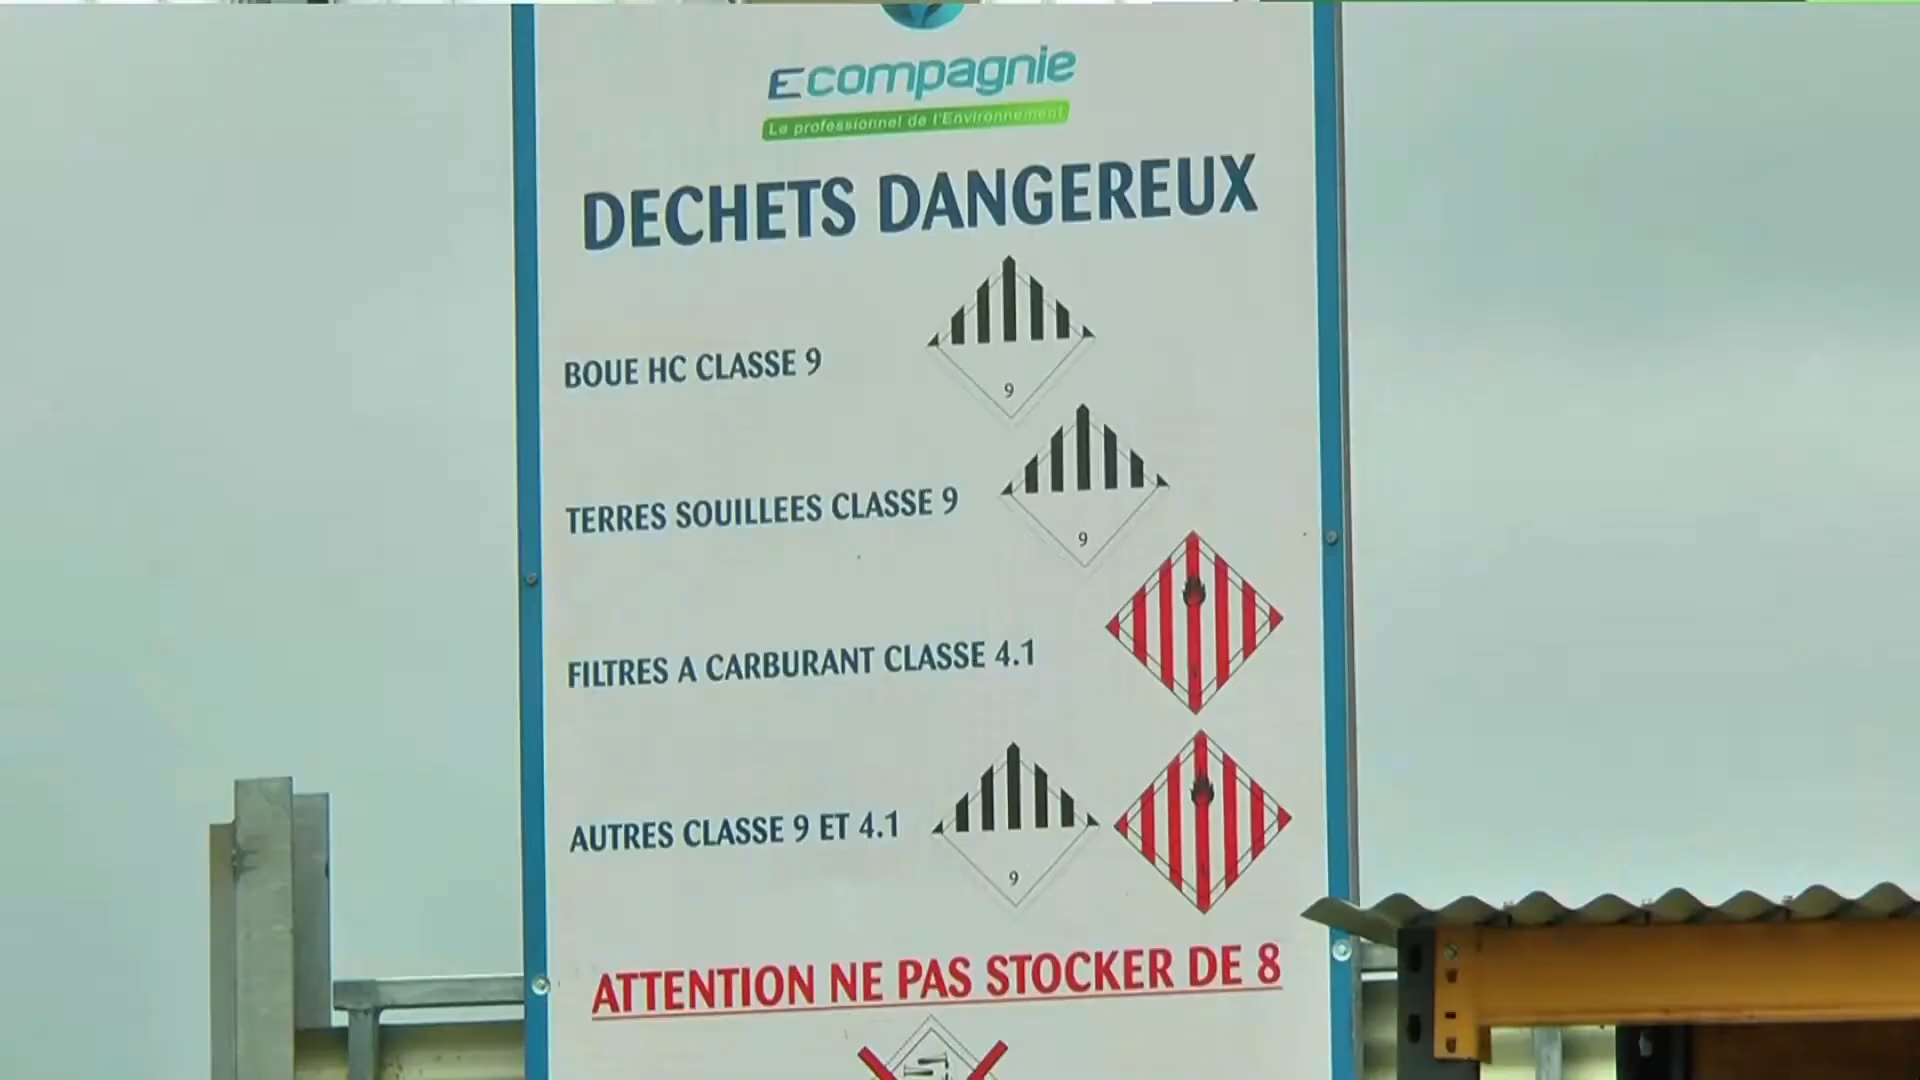 Ecompagnie
Le professionnel de l'Environnement
DECHETS DANGEREUX
BOUE HC CLASSE 9
9
TERRES SOUILLEES CLASSE 9
9
FILTRES A CARBURANT CLASSE 4.1
AUTRES CLASSE 9 ET 4.1
9
ATTENTION NE PAS STOCKER DE 8